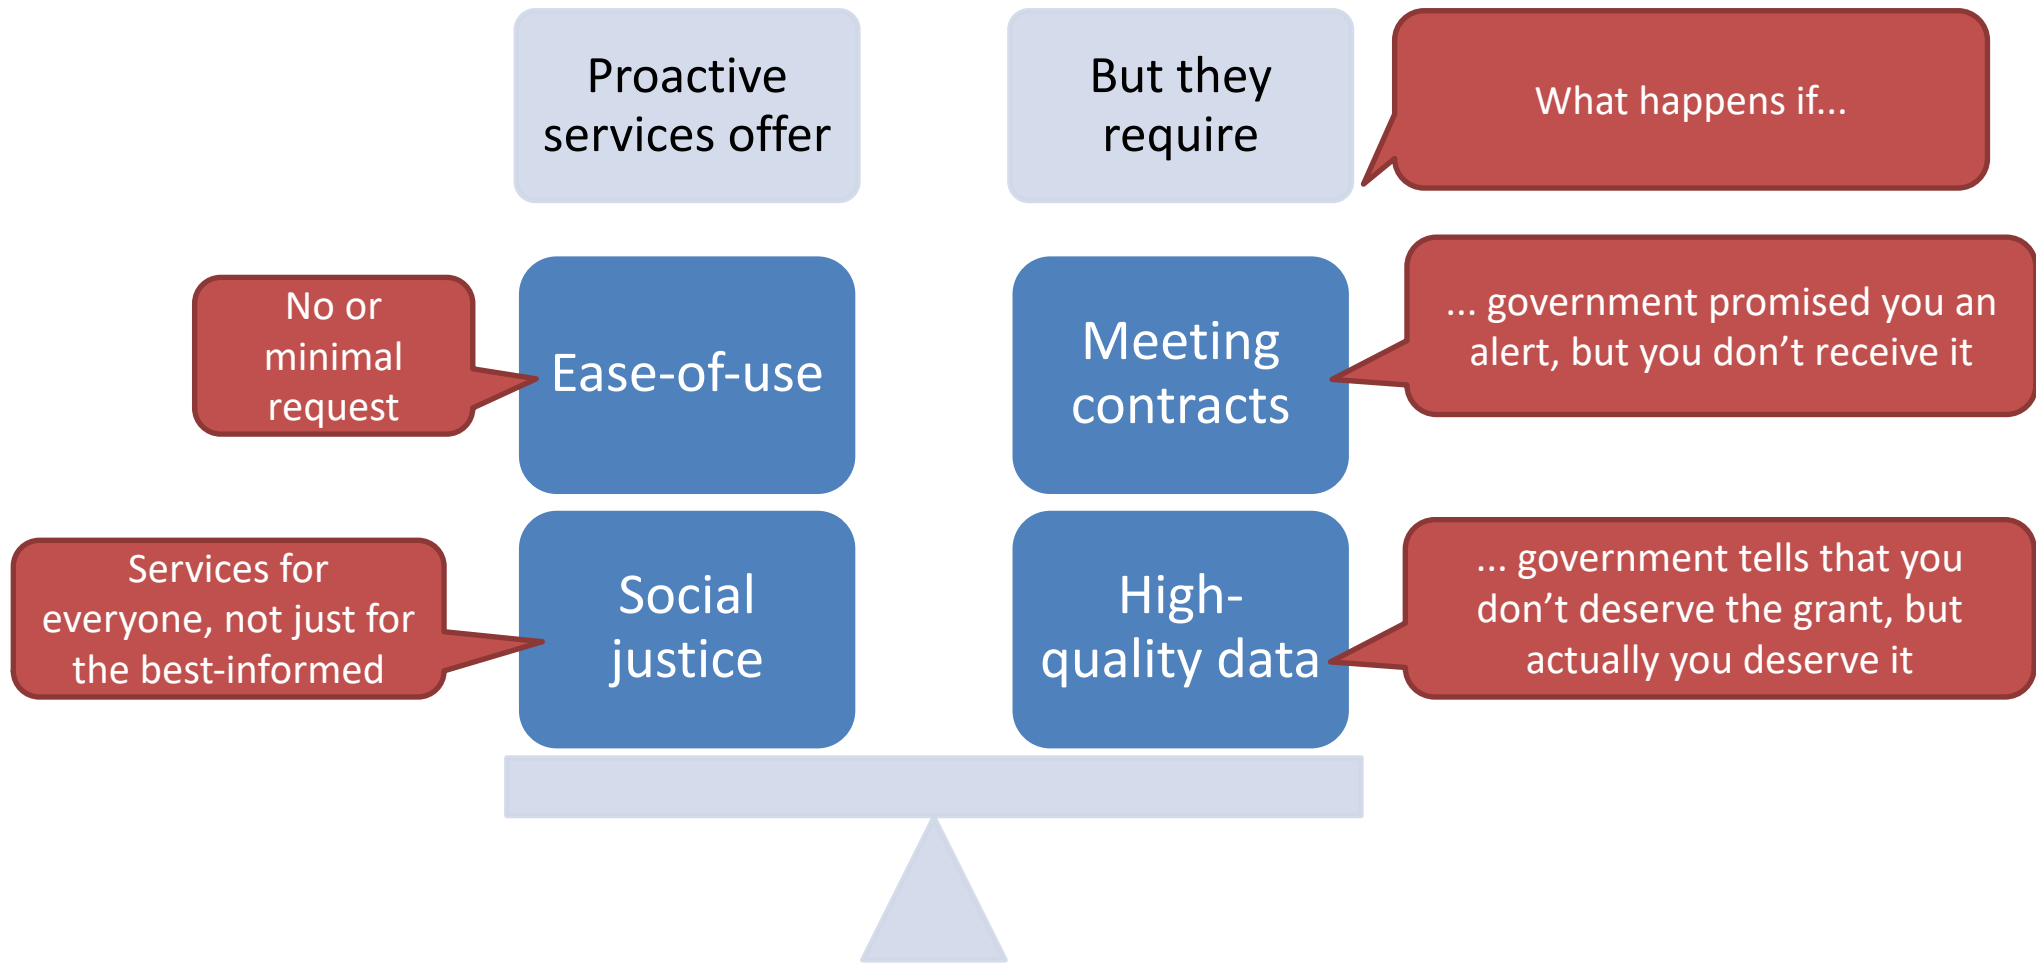 Proactive
services offer
But they
require
What happens if...
No or
minimal
request
Ease-of-use
Meeting
contracts
... government promised you an
alert, but you don’t receive it
Services for
everyone, not just for
the best-informed
Social
justice
High-
quality data
... government tells that you
don’t deserve the grant, but
actually you deserve it